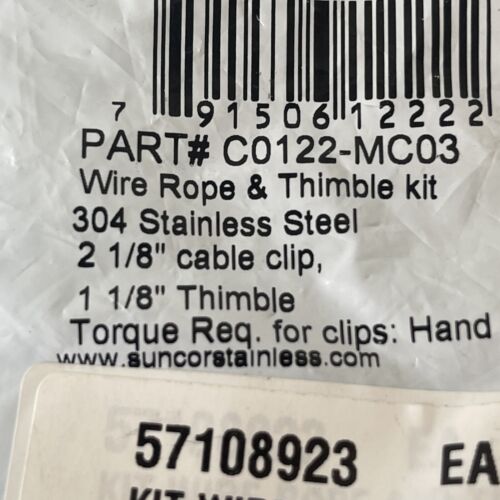 7 91506 12222
PART# C0122-MC03
Wire Rope & Thimble kit
304 Stainless Steel
2 1/8" cable clip,
1 1/8" Thimble
Torque Req. for clips: Hand
www.suncorstainless.com
57108923 EA